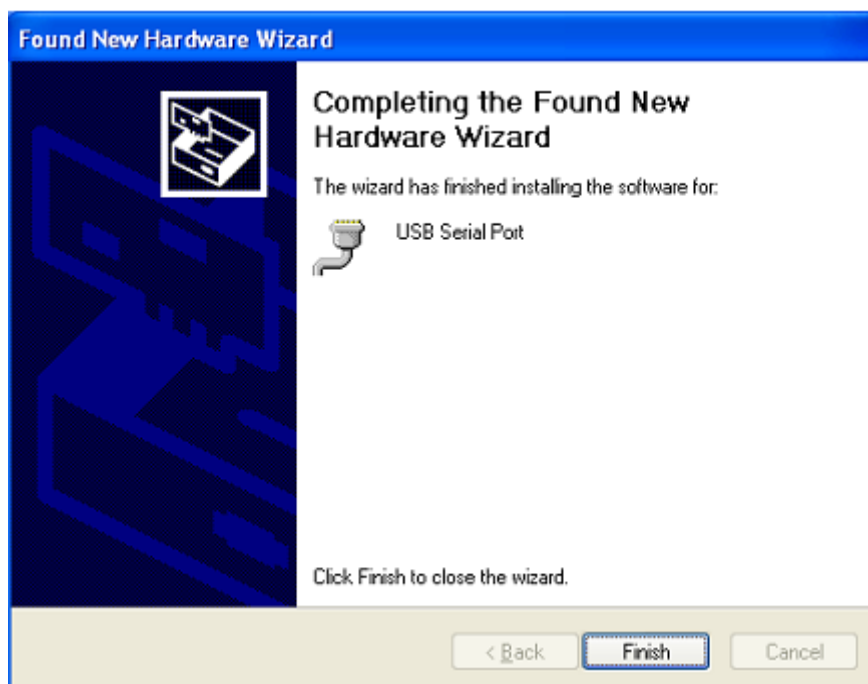 Found New Hardware Wizard
Completing the Found New
Hardware Wizard
The wizard has finished installing the software for:
USB Serial Port
Click Finish to close the wizard.
< Back
Finish
Cancel